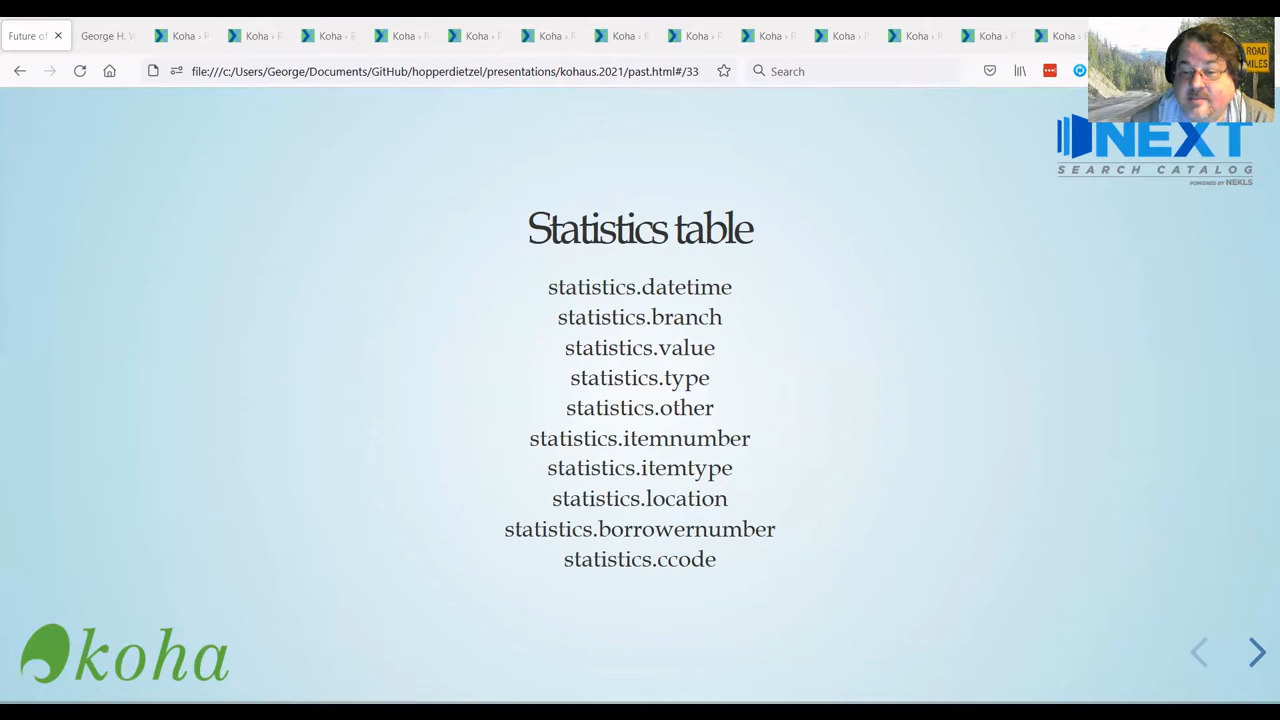 Future of
George H. W
Koha › R
Koha › R
Koha › R
Koha › R
Koha › R
Koha › R
Koha › R
Koha › R
Koha › R
Koha › R
Koha › R
Koha › R
Koha › R
file:///c:/Users/George/Documents/GitHub/hopperdietzel/presentation.bywhaus.2021/past.html#/33
Search
ROAD
MILES
NEXT
SEARCH CATALOG
POWERED BY NEKLS
Statistics table
statistics.datetime
statistics.branch
statistics.value
statistics.type
statistics.other
statistics.itemnumber
statistics.itemtype
statistics.location
statistics.borrowernumber
statistics.ccode
koha